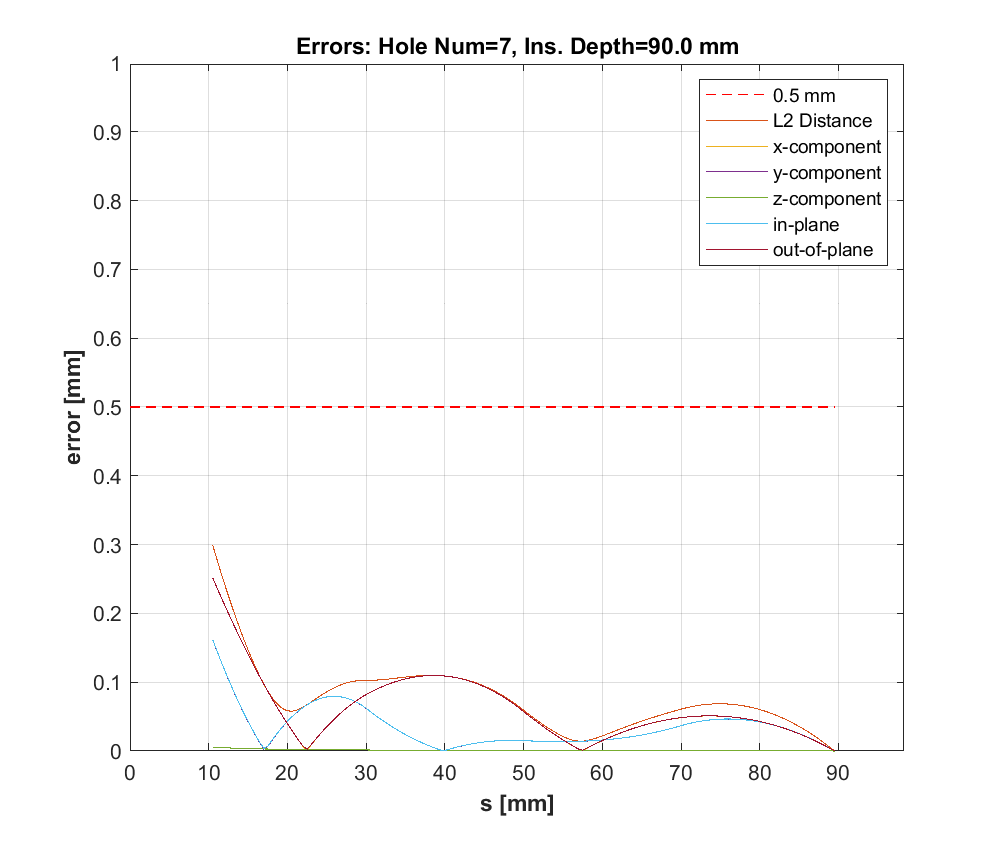 Errors: Hole Num=7, Ins. Depth=90.0 mm
1
0.9
0.8
0.7
0.6
0.5
0.4
0.3
0.2
0.1
0
error [mm]
0.5 mm
L2 Distance
x-component
y-component
z-component
in-plane
out-of-plane
0 10 20 30 40 50 60 70 80 90
s [mm]